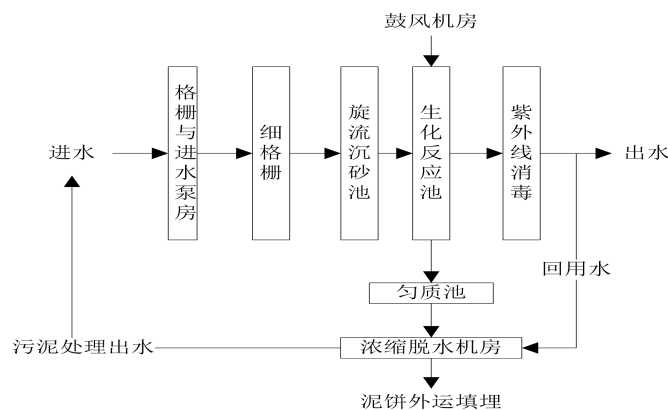 鼓风机房
进水
格栅与进水泵房
细格栅
旋流沉砂池
生化反应池
紫外线消毒
出水
回用水
匀质池
污泥处理出水
浓缩脱水机房
泥饼外运填埋